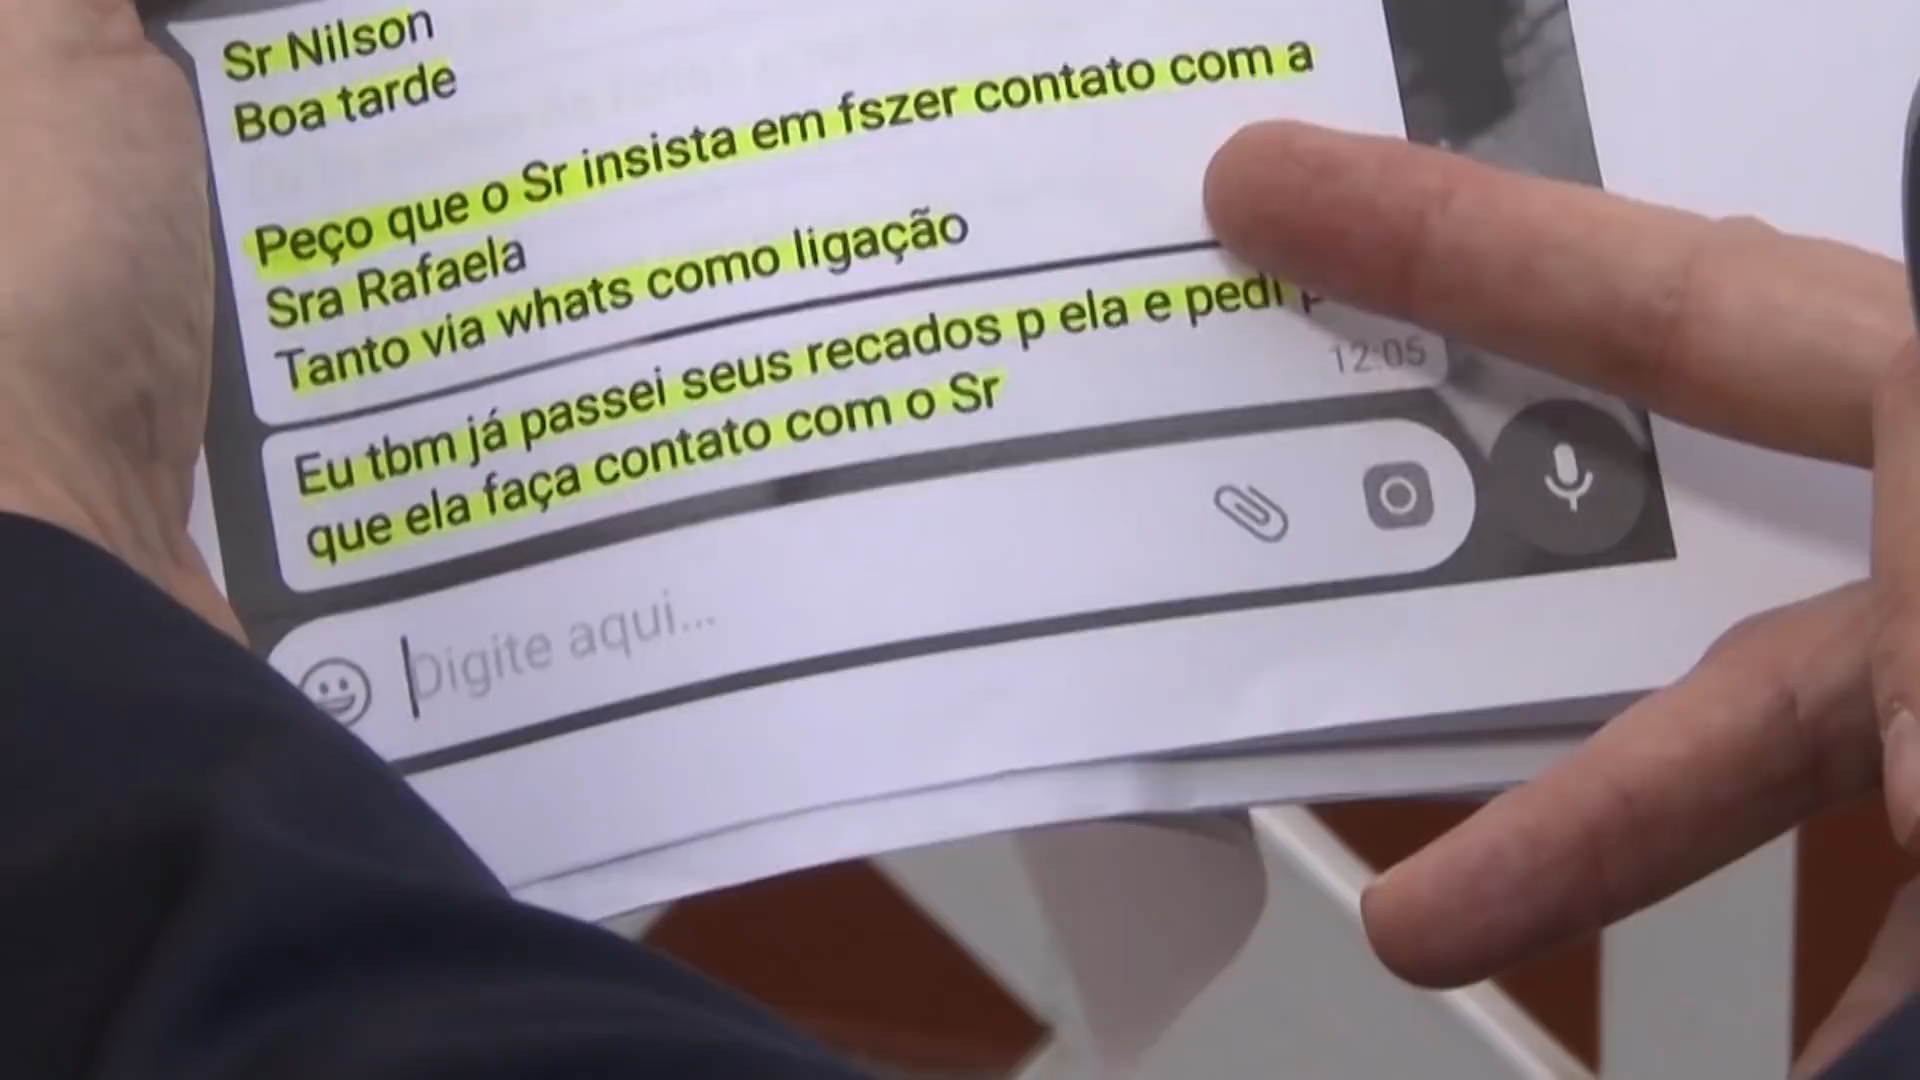 Sr Nilson
Boa tarde
Peço que o Sr insista em fszer contato com a
Sra Rafaela
Tanto via whats como ligação
Eu tbm já passei seus recados p ela e pedi p
que ela faça contato com o Sr
12:05
Digite aqui...